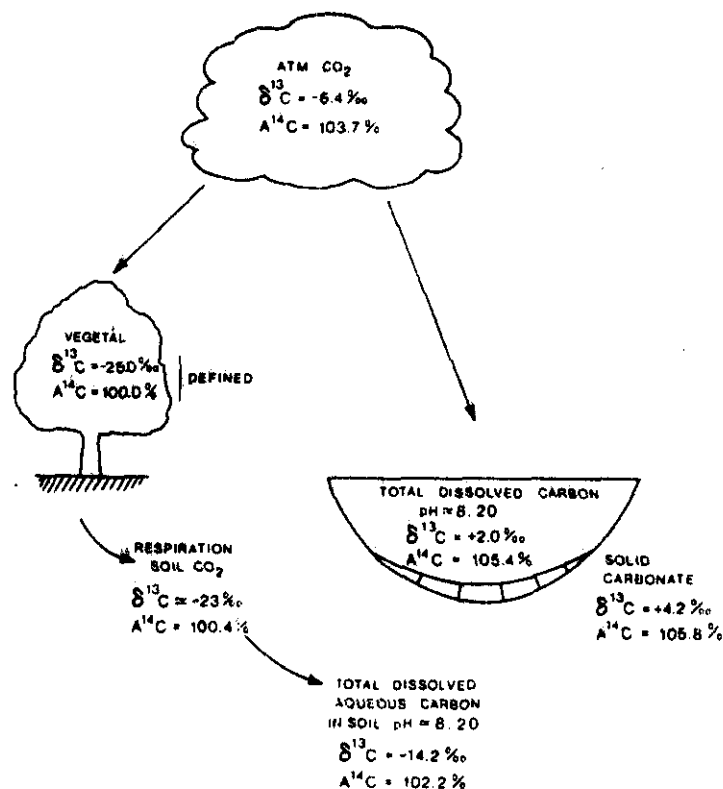 ATM CO₂
δ¹³C = -6.4‰
A¹⁴C = 103.7%
VEGETAL
δ¹³C = -25.0‰
A¹⁴C = 100.0%
DEFINED
RESPIRATION
SOIL CO₂
δ¹³C ≃ -23‰
A¹⁴C = 100.4%
TOTAL DISSOLVED CARBON
pH ≃ 8.20
δ¹³C = +2.0‰
A¹⁴C = 105.4%
SOLID
CARBONATE
δ¹³C = +4.2‰
A¹⁴C = 105.8%
TOTAL DISSOLVED
AQUEOUS CARBON
IN SOIL pH ≃ 8.20
δ¹³C = -14.2‰
A¹⁴C = 102.2%